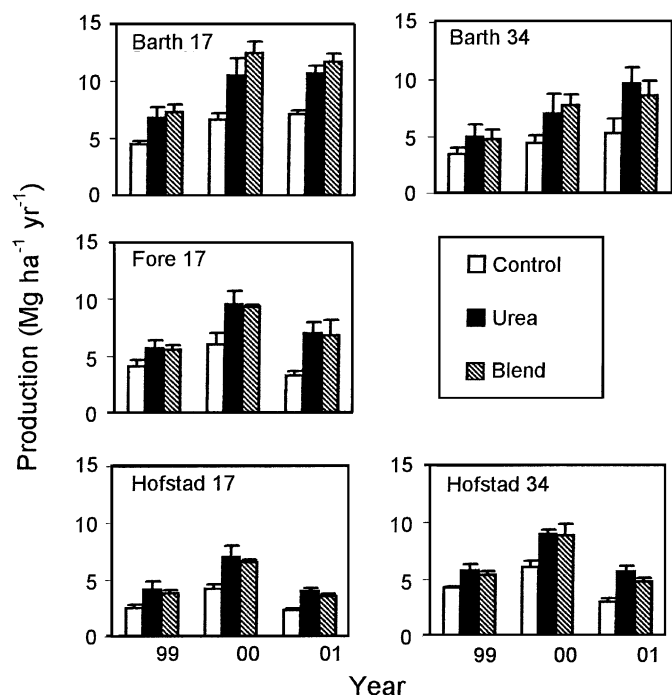 Production (Mg ha⁻¹ yr⁻¹)
15
10
5
0
Barth 17
15
10
5
0
Barth 34
15
10
5
0
Fore 17
Control
Urea
Blend
15
10
5
0
Hofstad 17
99 00 01
15
10
5
0
Hofstad 34
99 00 01
Year